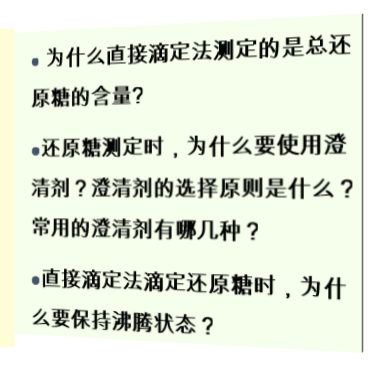 • 为什么直接滴定法测定的是总还
原糖的含量?
•还原糖测定时，为什么要使用澄
清剂？澄清剂的选择原则是什么？
常用的澄清剂有哪几种？
•直接滴定法滴定还原糖时，为什
么要保持沸腾状态？